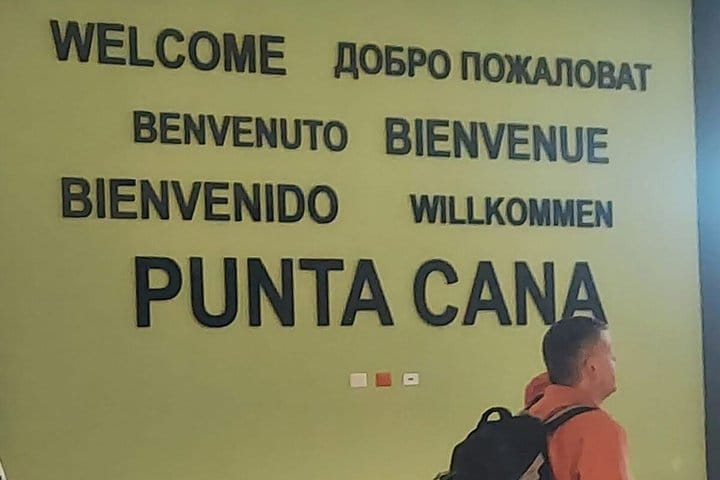 WELCOME ДОБРО ПОЖАЛОВАТ
BENVENUTO BIENVENUE
BIENVENIDO WILLKOMMEN
PUNTA CANA